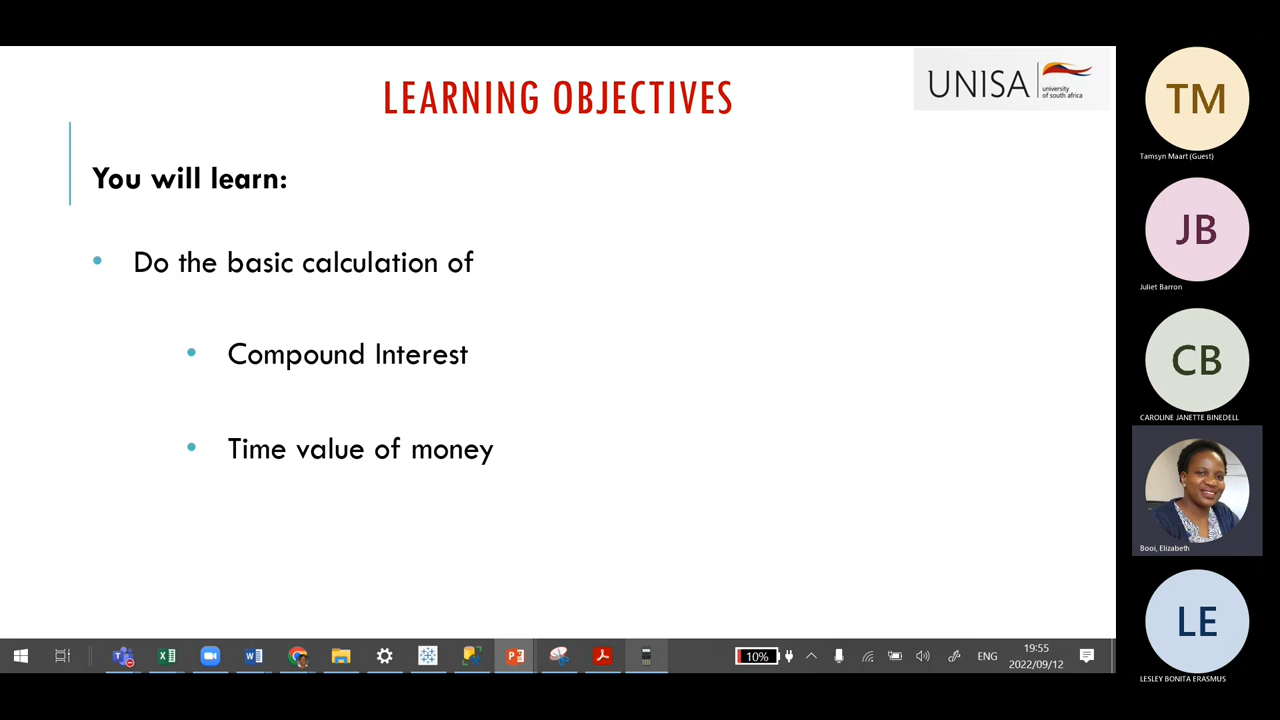 LEARNING OBJECTIVES
UNISA
university
of south africa
You will learn:
• Do the basic calculation of
• Compound Interest
• Time value of money
TM
Tamsyn Maart (Guest)
JB
Juliet Barron
CB
CAROLINE JANETTE BINEDELL
Booi, Elizabeth
LE
LESLEY BONITA ERASMUS
10%
ENG
19:55
2022/09/12